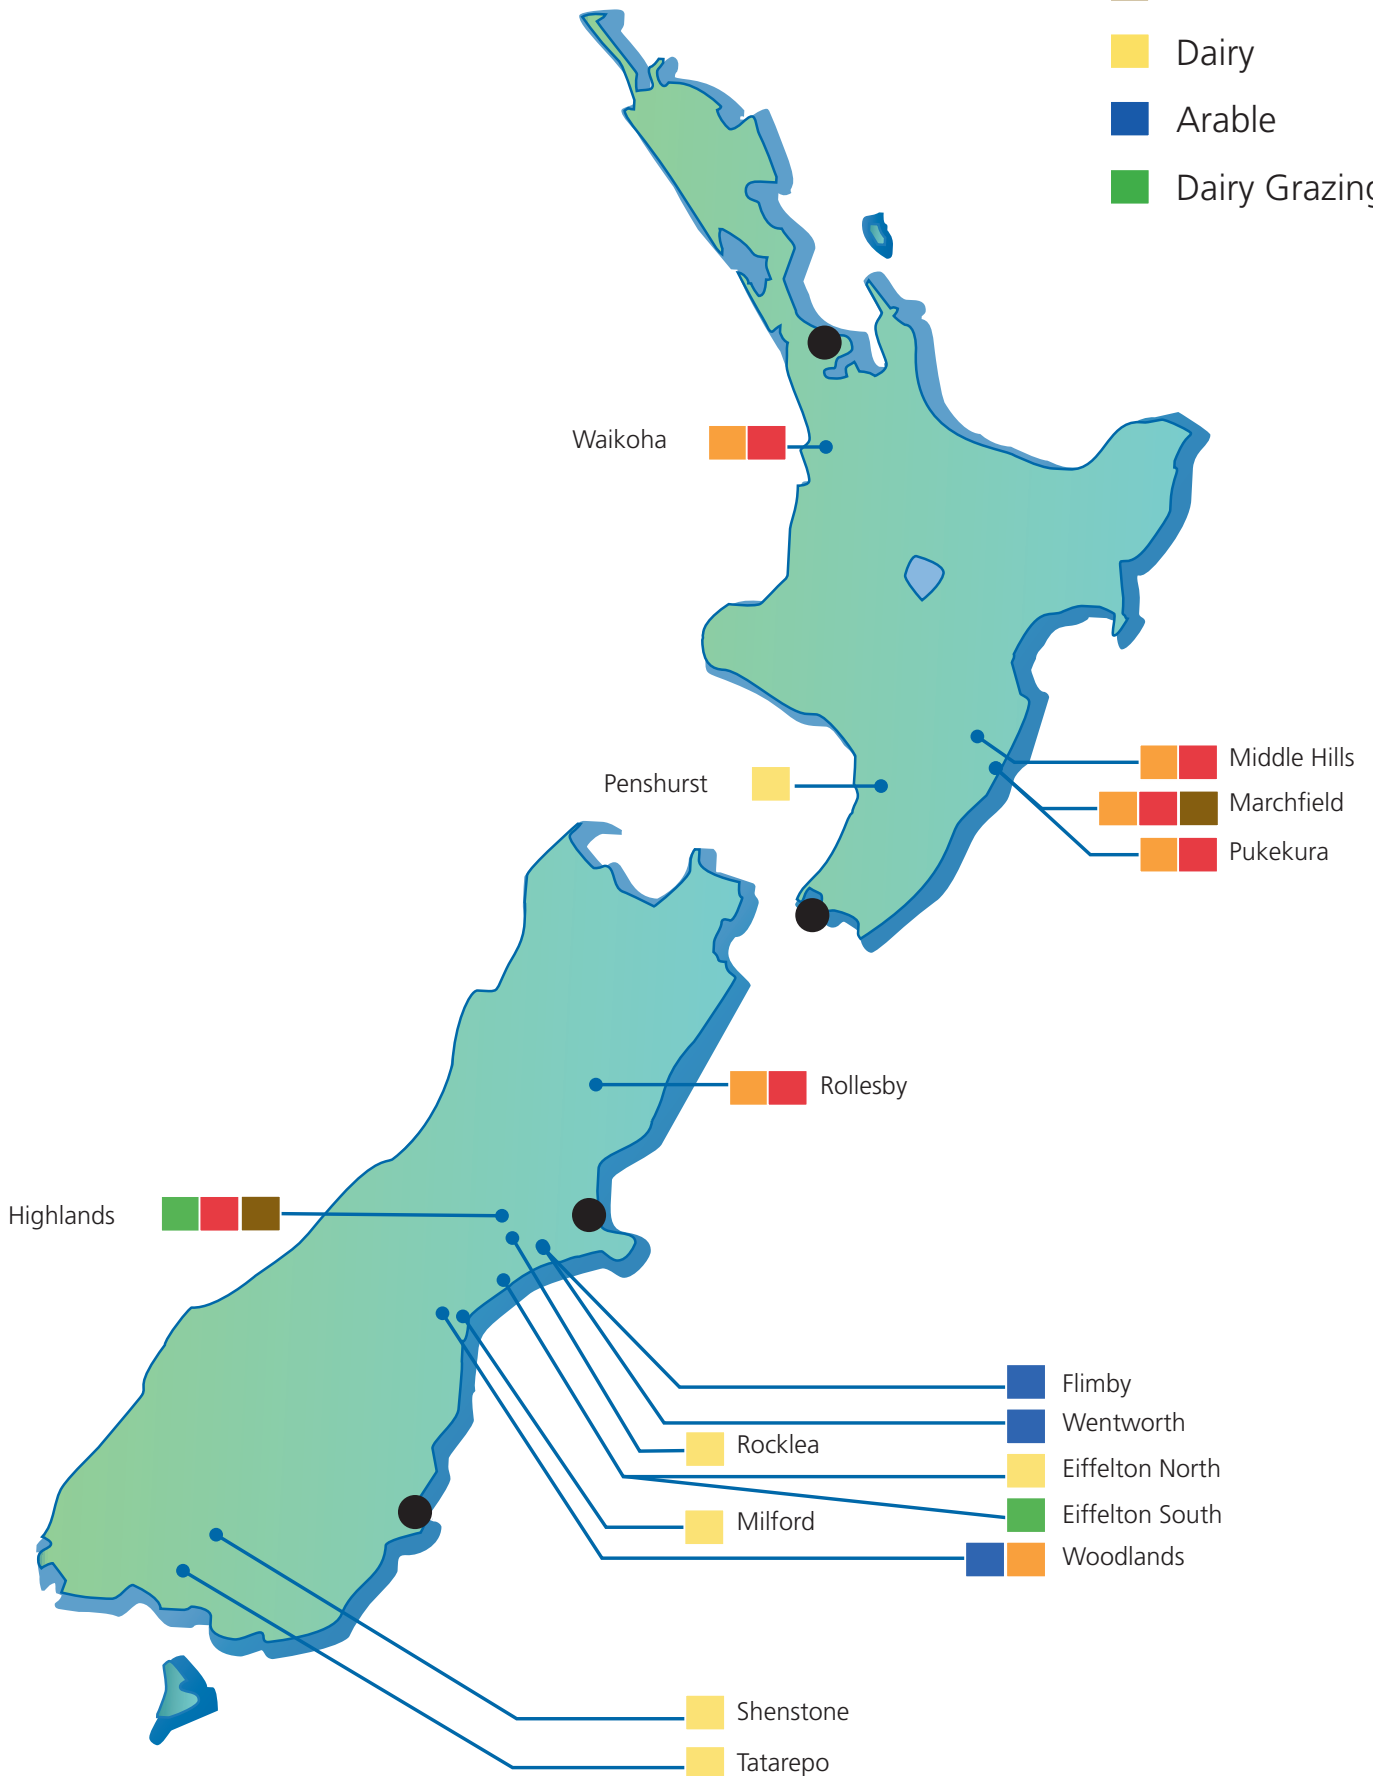 Dairy
Arable
Dairy Grazing
Waikoha
Middle Hills
Penshurst
Marchfield
Pukekura
Rollesby
Highlands
Flimby
Wentworth
Rocklea
Eiffelton North
Eiffelton South
Milford
Woodlands
Shenstone
Tatarepo